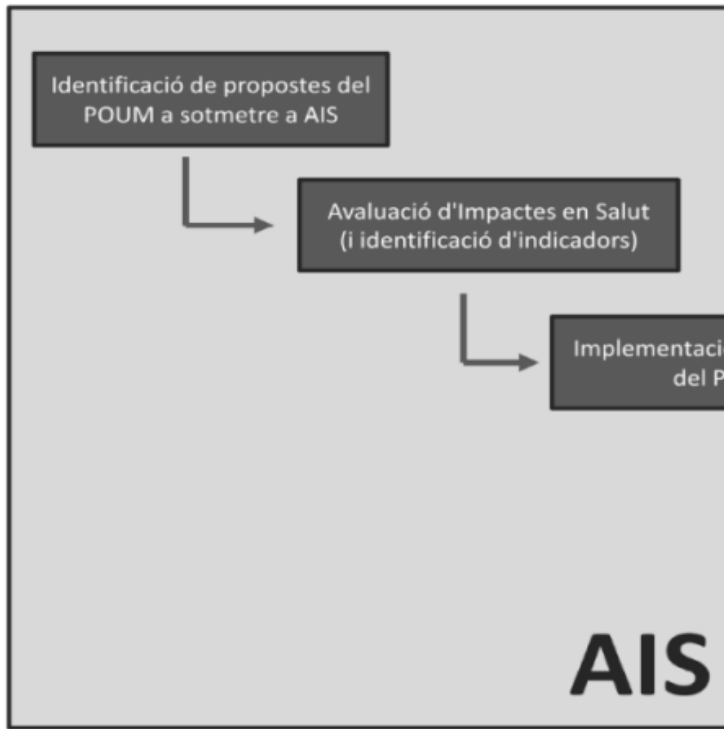 Identificació de propostes del
POUM a sotmetre a AIS
Avaluació d'Impactes en Salut
(i identificació d'indicadors)
del
AIS